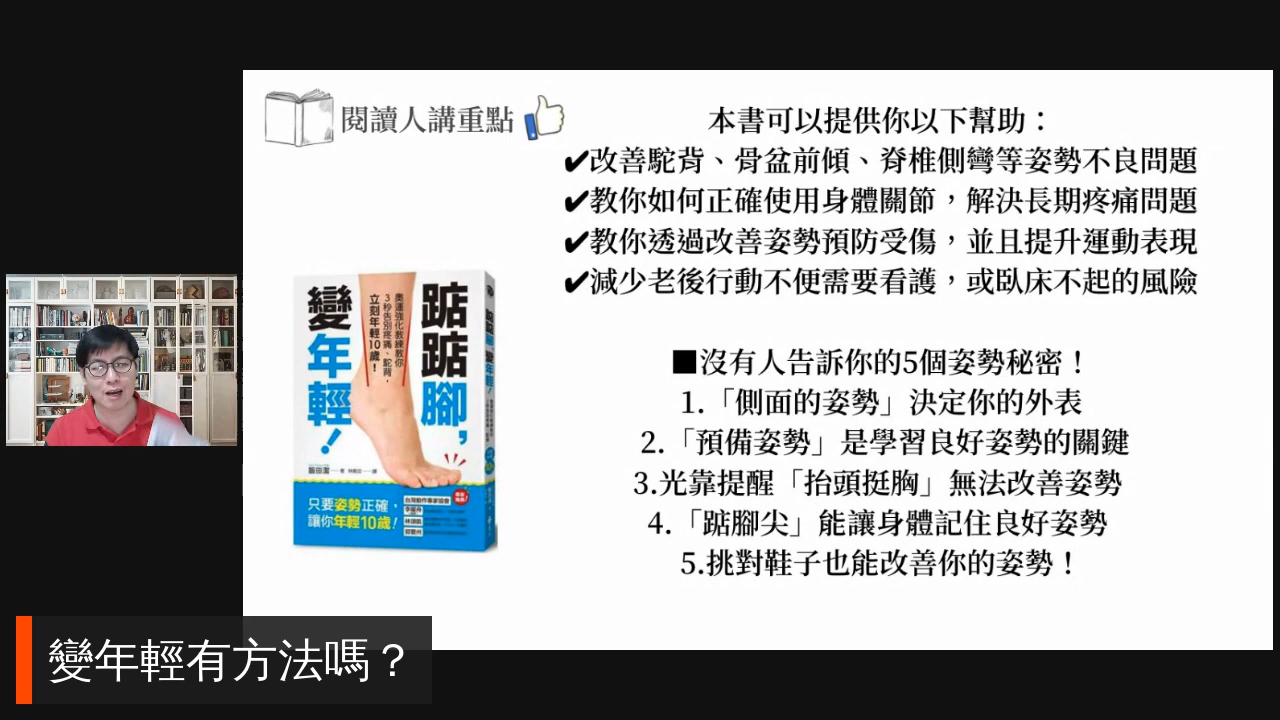 閱讀人講重點
本書可以提供你以下幫助：
✔改善駝背、骨盆前傾、脊椎側彎等姿勢不良問題
✔教你如何正確使用身體關節，解決長期疼痛問題
✔教你透過改善姿勢預防受傷，並且提升運動表現
✔減少老後行動不便需要看護，或臥床不起的風險
■沒有人告訴你的5個姿勢秘密！
1.「側面的姿勢」決定你的外表
2.「預備姿勢」是學習良好姿勢的關鍵
3.光靠提醒「抬頭挺胸」無法改善姿勢
4.「踮腳尖」能讓身體記住良好姿勢
5.挑對鞋子也能改善你的姿勢！
踮踮腳，
變年輕！
奧運強化教練教你
3秒告別疼痛、駝背，
立刻年輕10歲！
只要姿勢正確，
讓你年輕10歲！
變年輕有方法嗎？